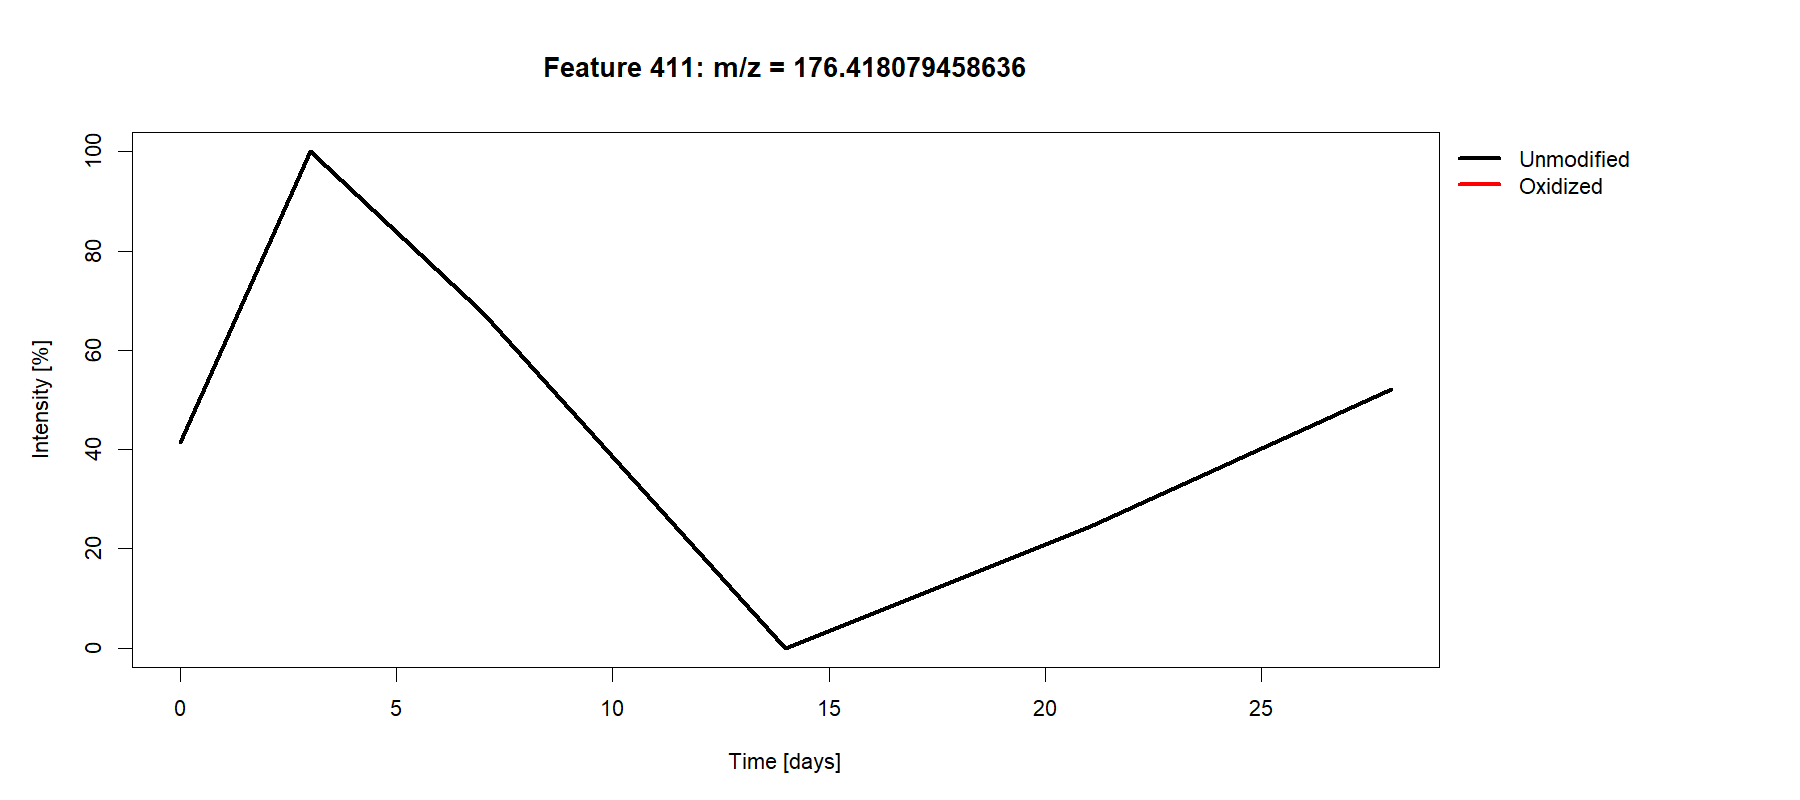 Feature 411: m/z = 176.418079458636
Unmodified
Oxidized
Intensity [%]
100
80
60
40
20
0
0 5 10 15 20 25
Time [days]